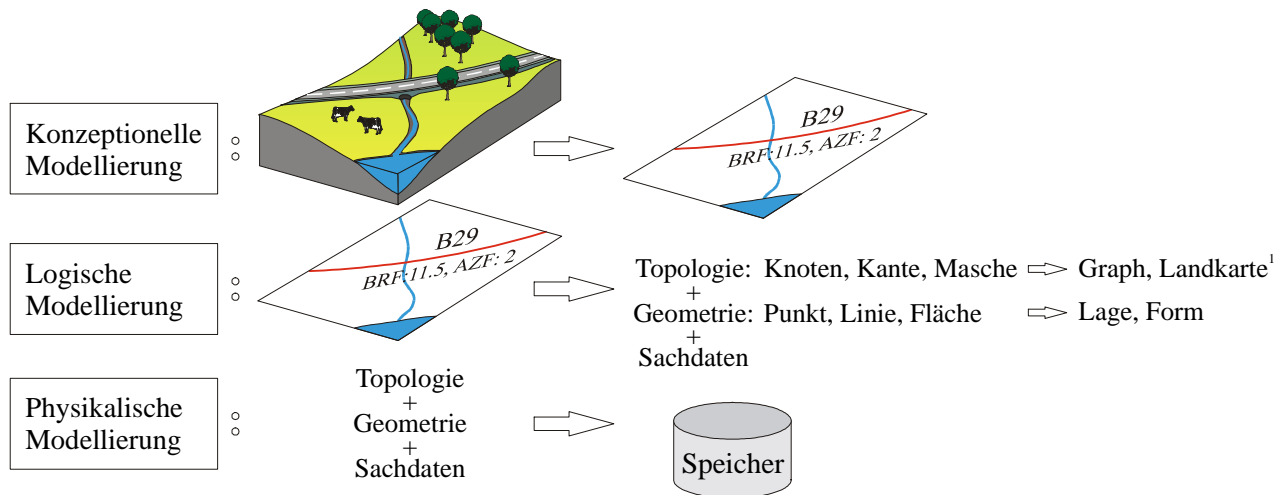 Konzeptionelle
Modellierung
B29
BRF:11.5, AZF: 2
Logische
Modellierung
B29
BRF:11.5, AZF: 2
Topologie: Knoten, Kante, Masche
Graph, Landkarte¹
+
Geometrie: Punkt, Linie, Fläche
Lage, Form
+
Sachdaten
Physikalische
Modellierung
Topologie
+
Geometrie
+
Sachdaten
Speicher